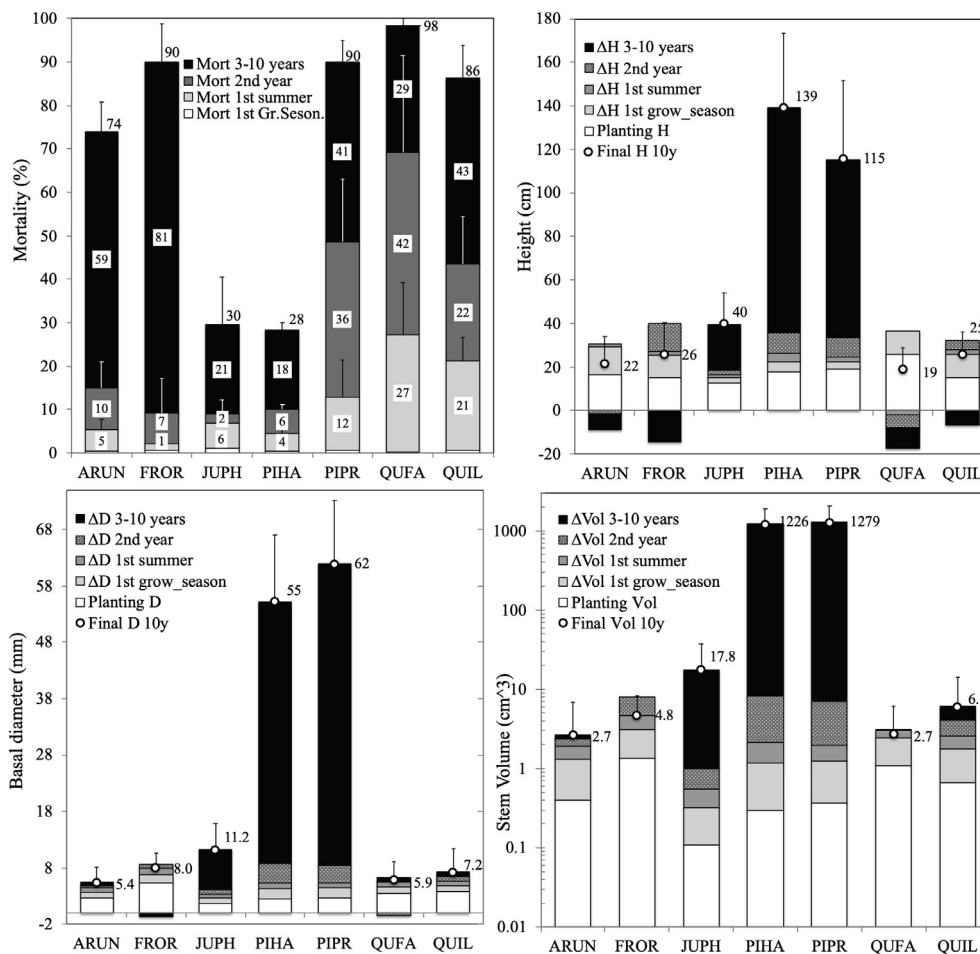 100
90
80
70
60
50
40
30
20
10
0
Mortality (%)
Mort 3-10 years
Mort 2nd year
Mort 1st summer
Mort 1st Gr.Seson.
74
59
10
5
90
81
7
1
30
21
2
6
28
18
6
4
90
41
36
12
98
29
42
27
86
43
22
21
ARUN FROR JUPH PIHA PIPR QUFA QUIL
180
160
140
120
100
80
60
40
20
0
-20
Height (cm)
ΔH 3-10 years
ΔH 2nd year
ΔH 1st summer
ΔH 1st grow_season
Planting H
Final H 10y
22
26
40
139
115
19
25
ARUN FROR JUPH PIHA PIPR QUFA QUIL
68
58
48
38
28
18
8
-2
Basal diameter (mm)
ΔD 3-10 years
ΔD 2nd year
ΔD 1st summer
ΔD 1st grow_season
Planting D
Final D 10y
5.4
8.0
11.2
55
62
5.9
7.2
ARUN FROR JUPH PIHA PIPR QUFA QUIL
1000
100
10
1
0.1
0.01
Stem Volume (cm^3)
ΔVol 3-10 years
ΔVol 2nd year
ΔVol 1st summer
ΔVol 1st grow_season
Planting Vol
Final Vol 10y
2.7
4.8
17.8
1226
1279
2.7
6.
ARUN FROR JUPH PIHA PIPR QUFA QUIL